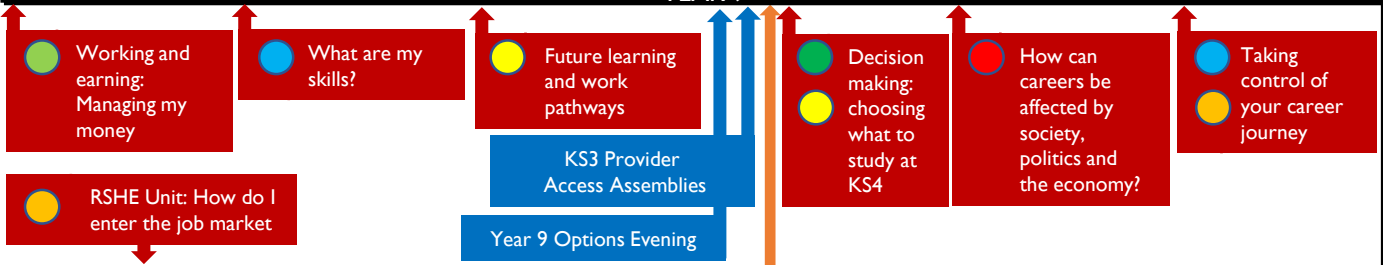 Working and
earning:
Managing my
money
What are my
skills?
Future learning
and work
pathways
Decision
making:
choosing
what to
study at
KS4
How can
careers be
affected by
society,
politics and
the economy?
Taking
control of
your career
journey
KS3 Provider
Access Assemblies
RSHE Unit: How do I
enter the job market
Year 9 Options Evening